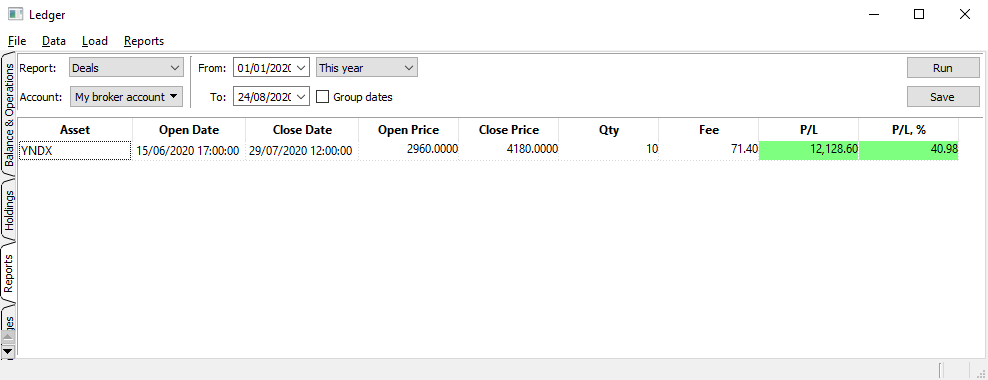 Ledger
File Data Load Reports
Report: Deals From: 01/01/2020 This year Run
Account: My broker account To: 24/08/2020 Group dates Save
Balance & Operations
Holdings
Reports
Asset Open Date Close Date Open Price Close Price Qty Fee P/L P/L, %
YNDX 15/06/2020 17:00:00 29/07/2020 12:00:00 2960.0000 4180.0000 10 71.40 12,128.60 40.98